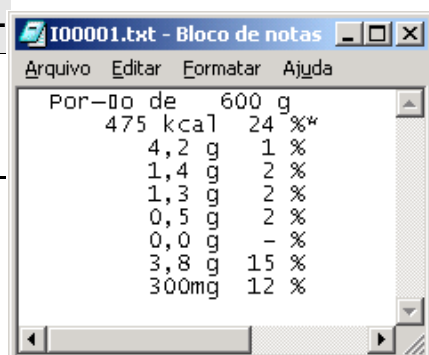 I00001.txt - Bloco de notas
Arquivo Editar Formatar Ajuda
Por-▯o de 600 g
475 kcal 24 %*
4,2 g 1 %
1,4 g 2 %
1,3 g 2 %
0,5 g 2 %
0,0 g - %
3,8 g 15 %
300mg 12 %